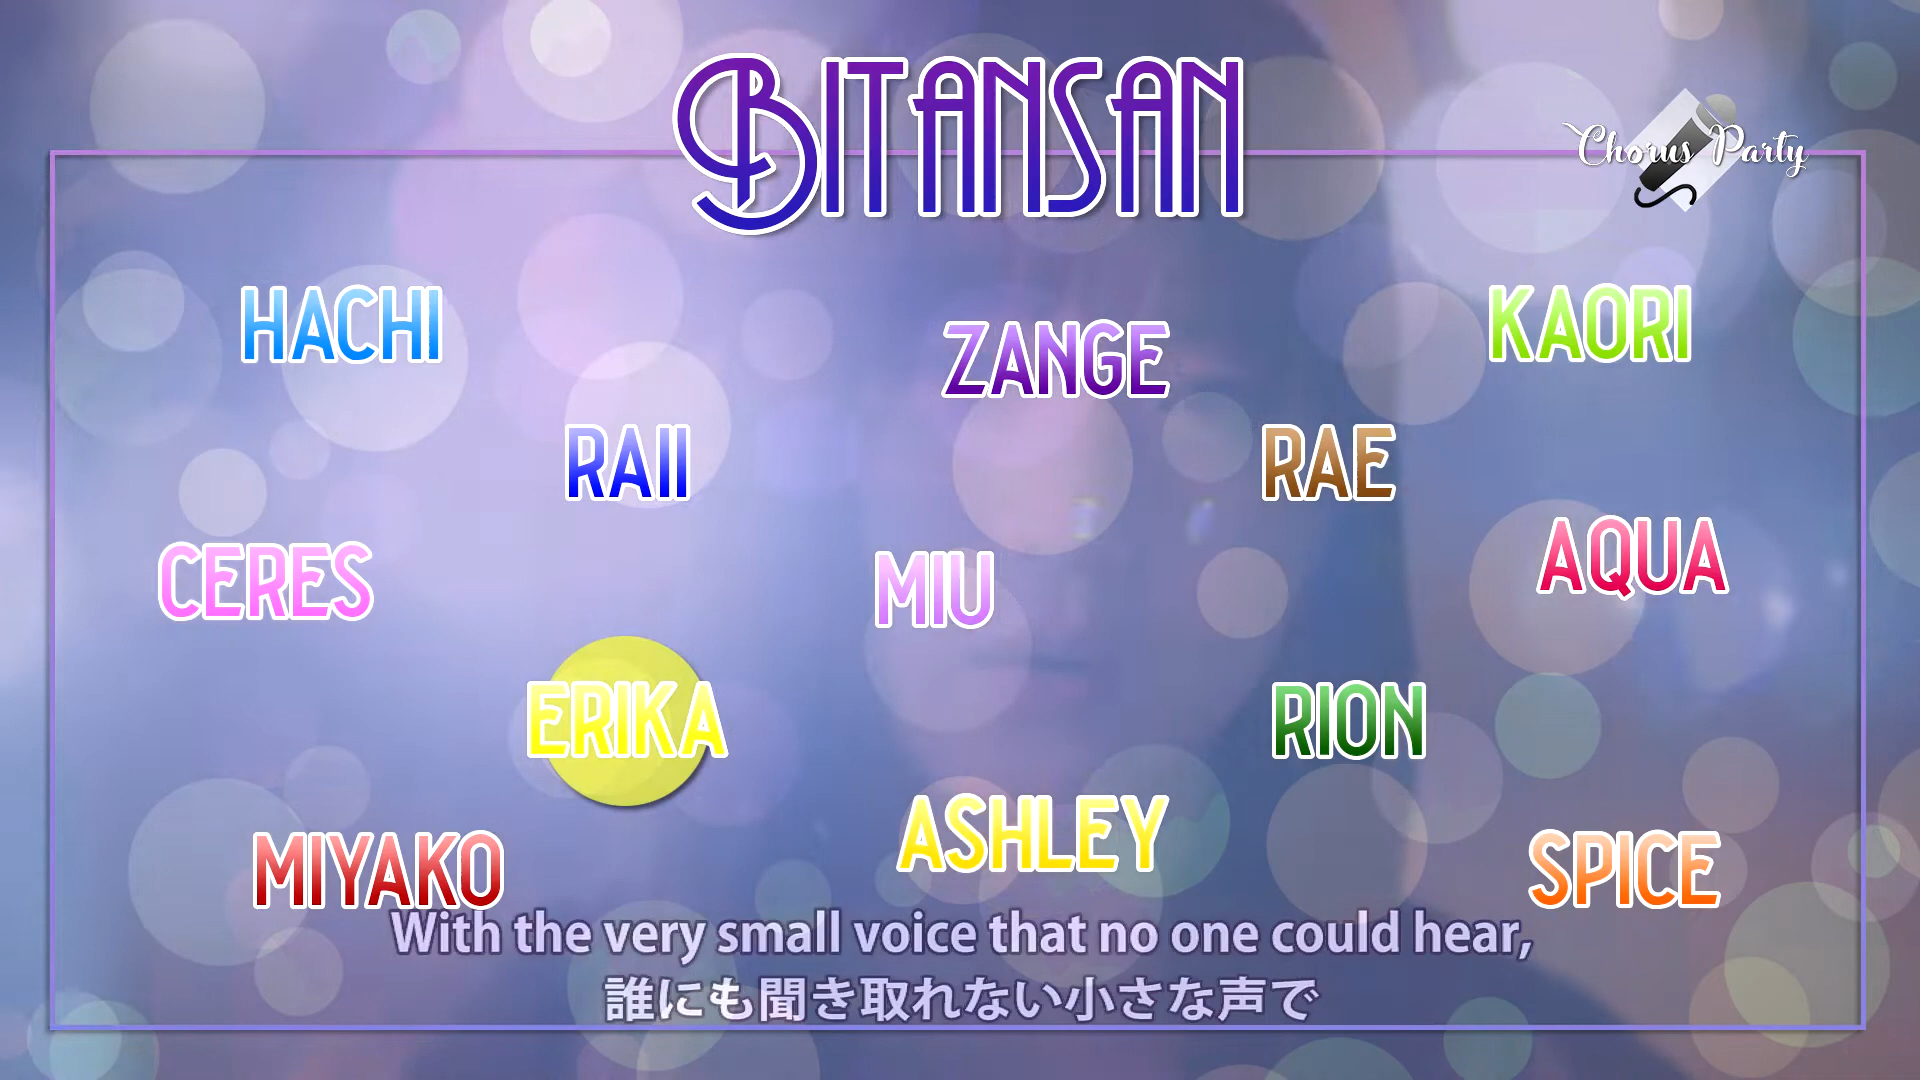 BITANSAN
Chorus Party
HACHI
ZANGE
KAORI
RAII
RAE
CERES
MIU
AQUA
ERIKA
RION
MIYAKO
ASHLEY
SPICE
With the very small voice that no one could hear,
誰にも聞き取れない小さな声で